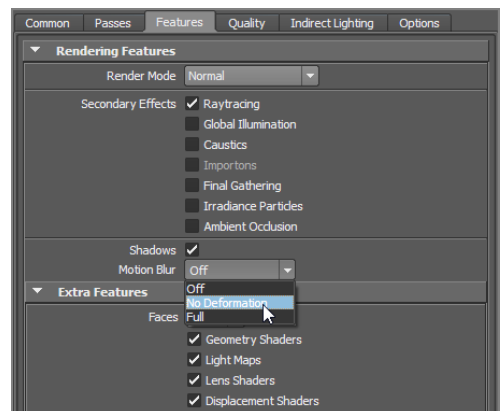 Common Passes Features Quality Indirect Lighting Options
Rendering Features
Render Mode Normal
Secondary Effects Raytracing
Global Illumination
Caustics
Importons
Final Gathering
Irradiance Particles
Ambient Occlusion
Shadows
Motion Blur Off
Extra Features Off
No Deformation
Faces Full
Geometry Shaders
Light Maps
Lens Shaders
Displacement Shaders